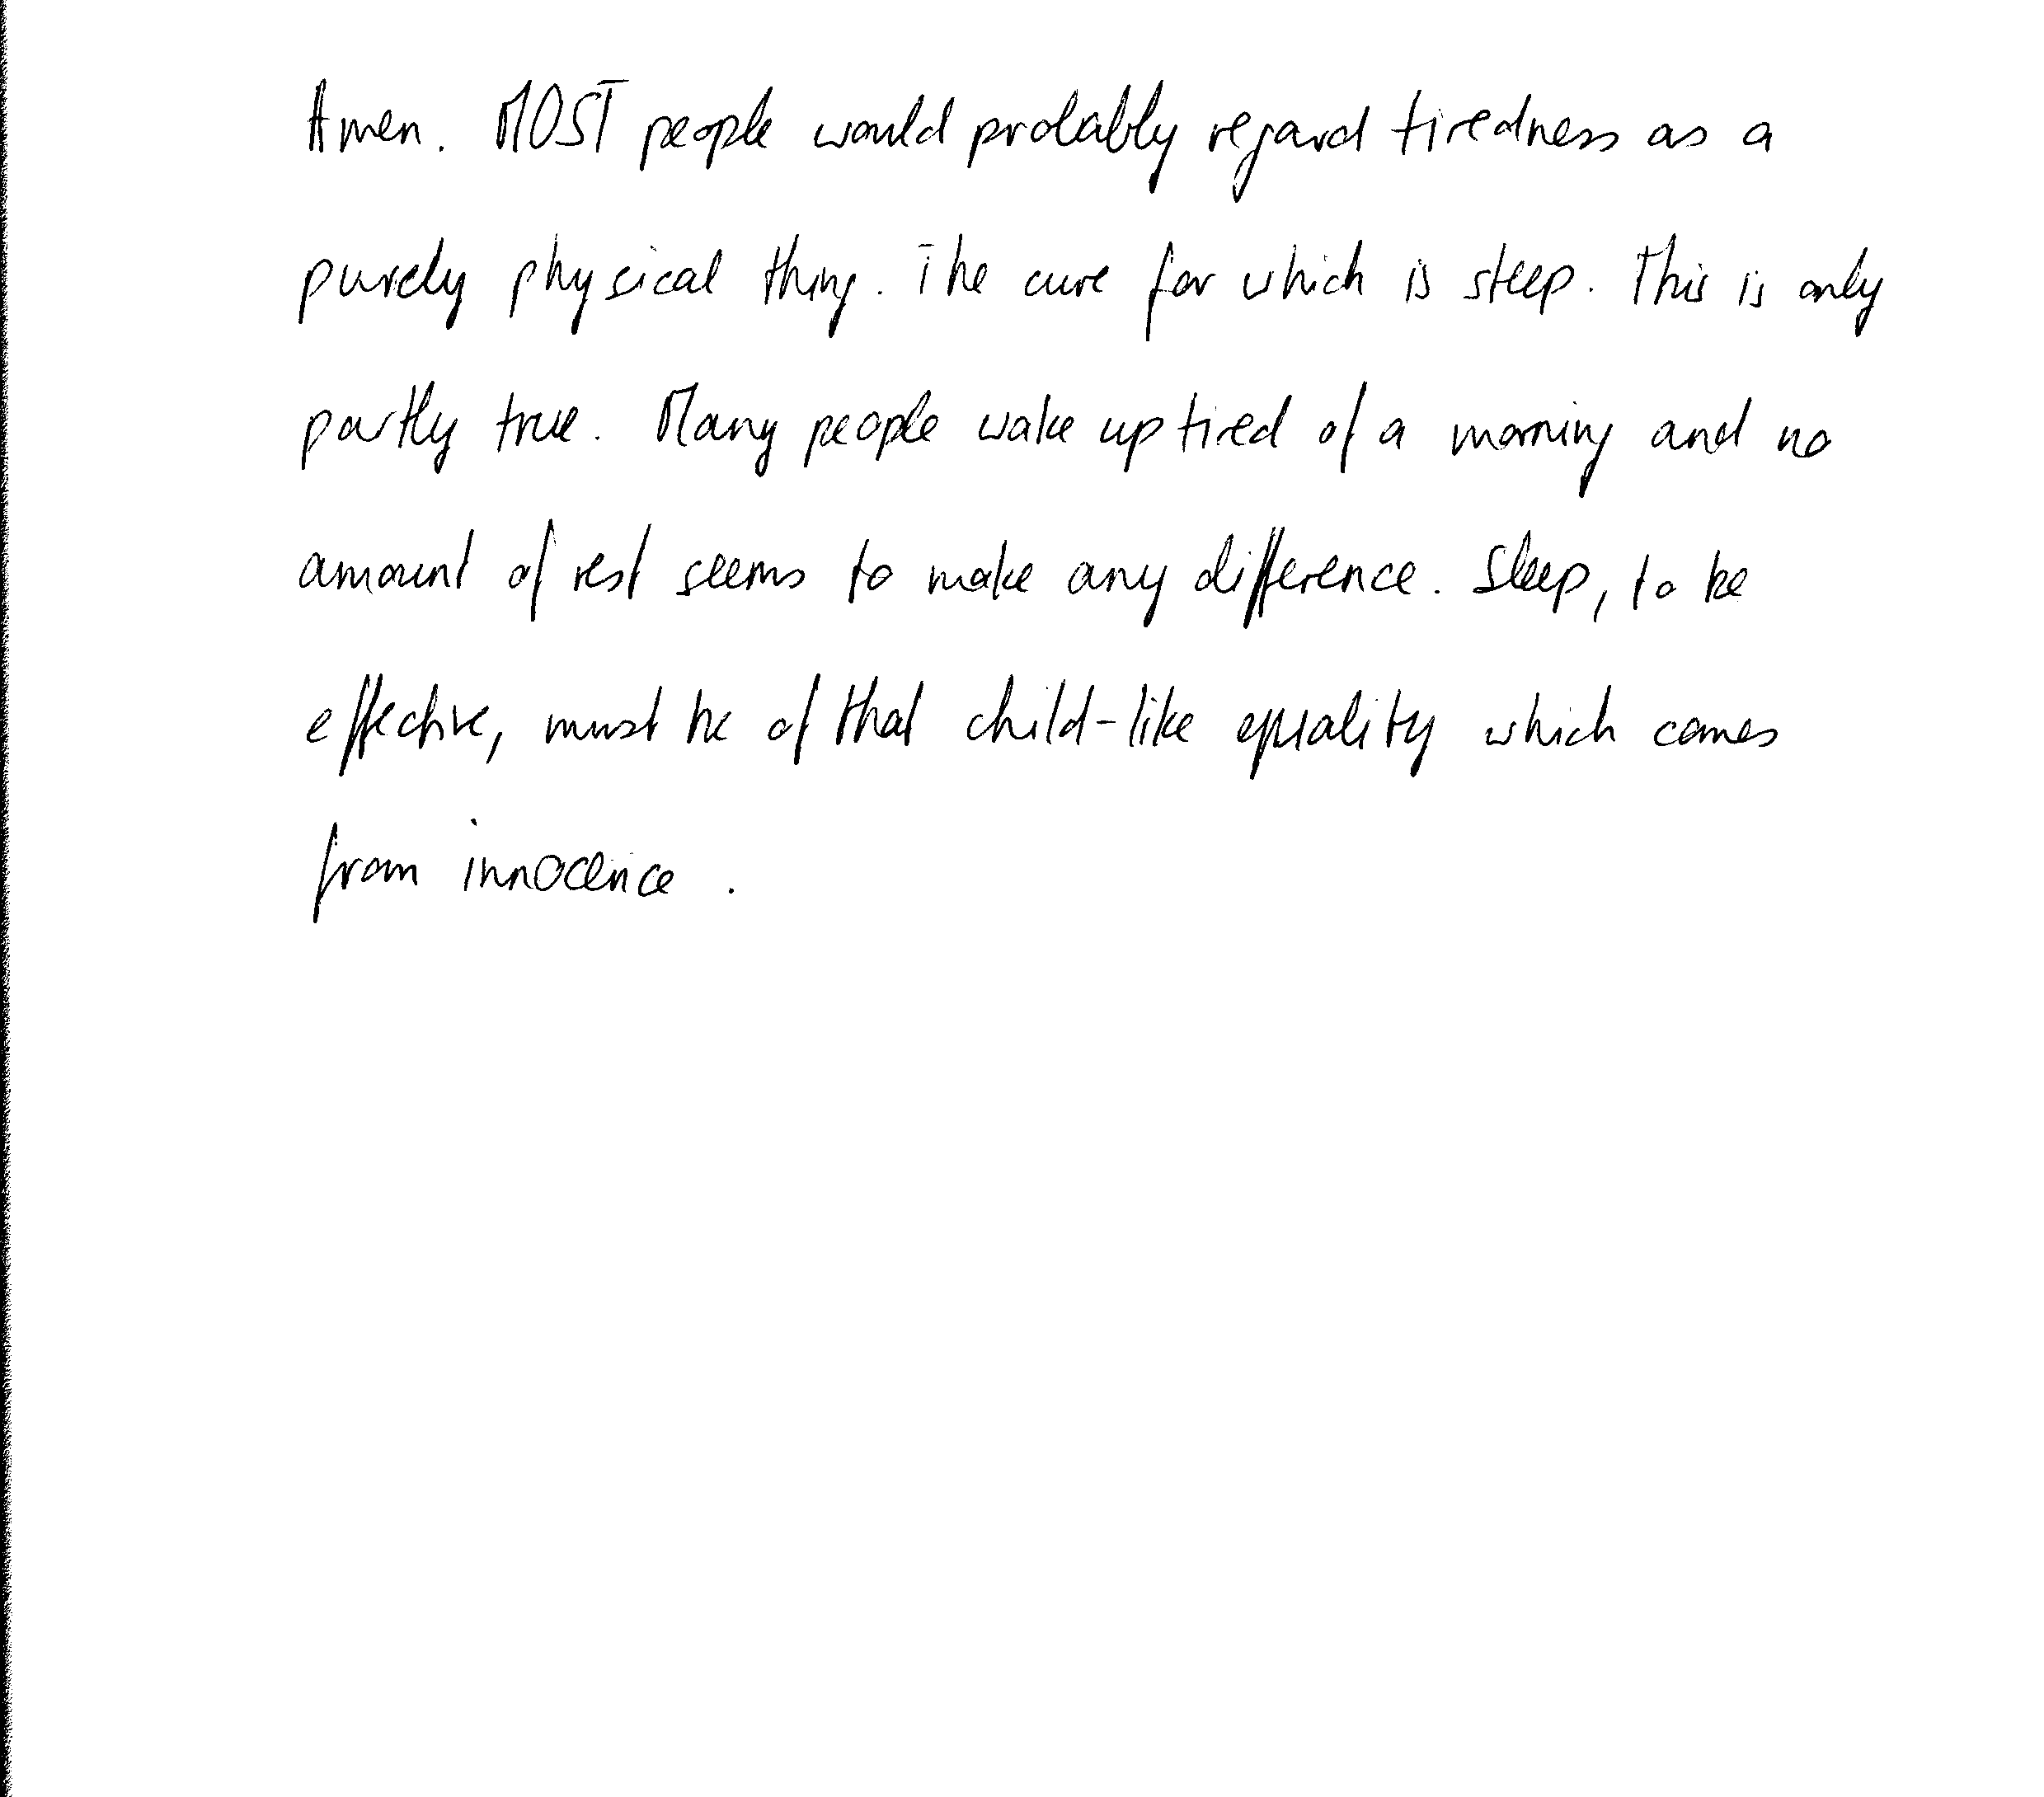 Amen. MOST people would probably regard tiredness as a
purely physical thing. The cure for which is sleep. This is only
partly true. Many people wake up tired of a morning and no
amount of rest seems to make any difference. Sleep, to be
effective, must be of that child-like equality which comes
from innocence .